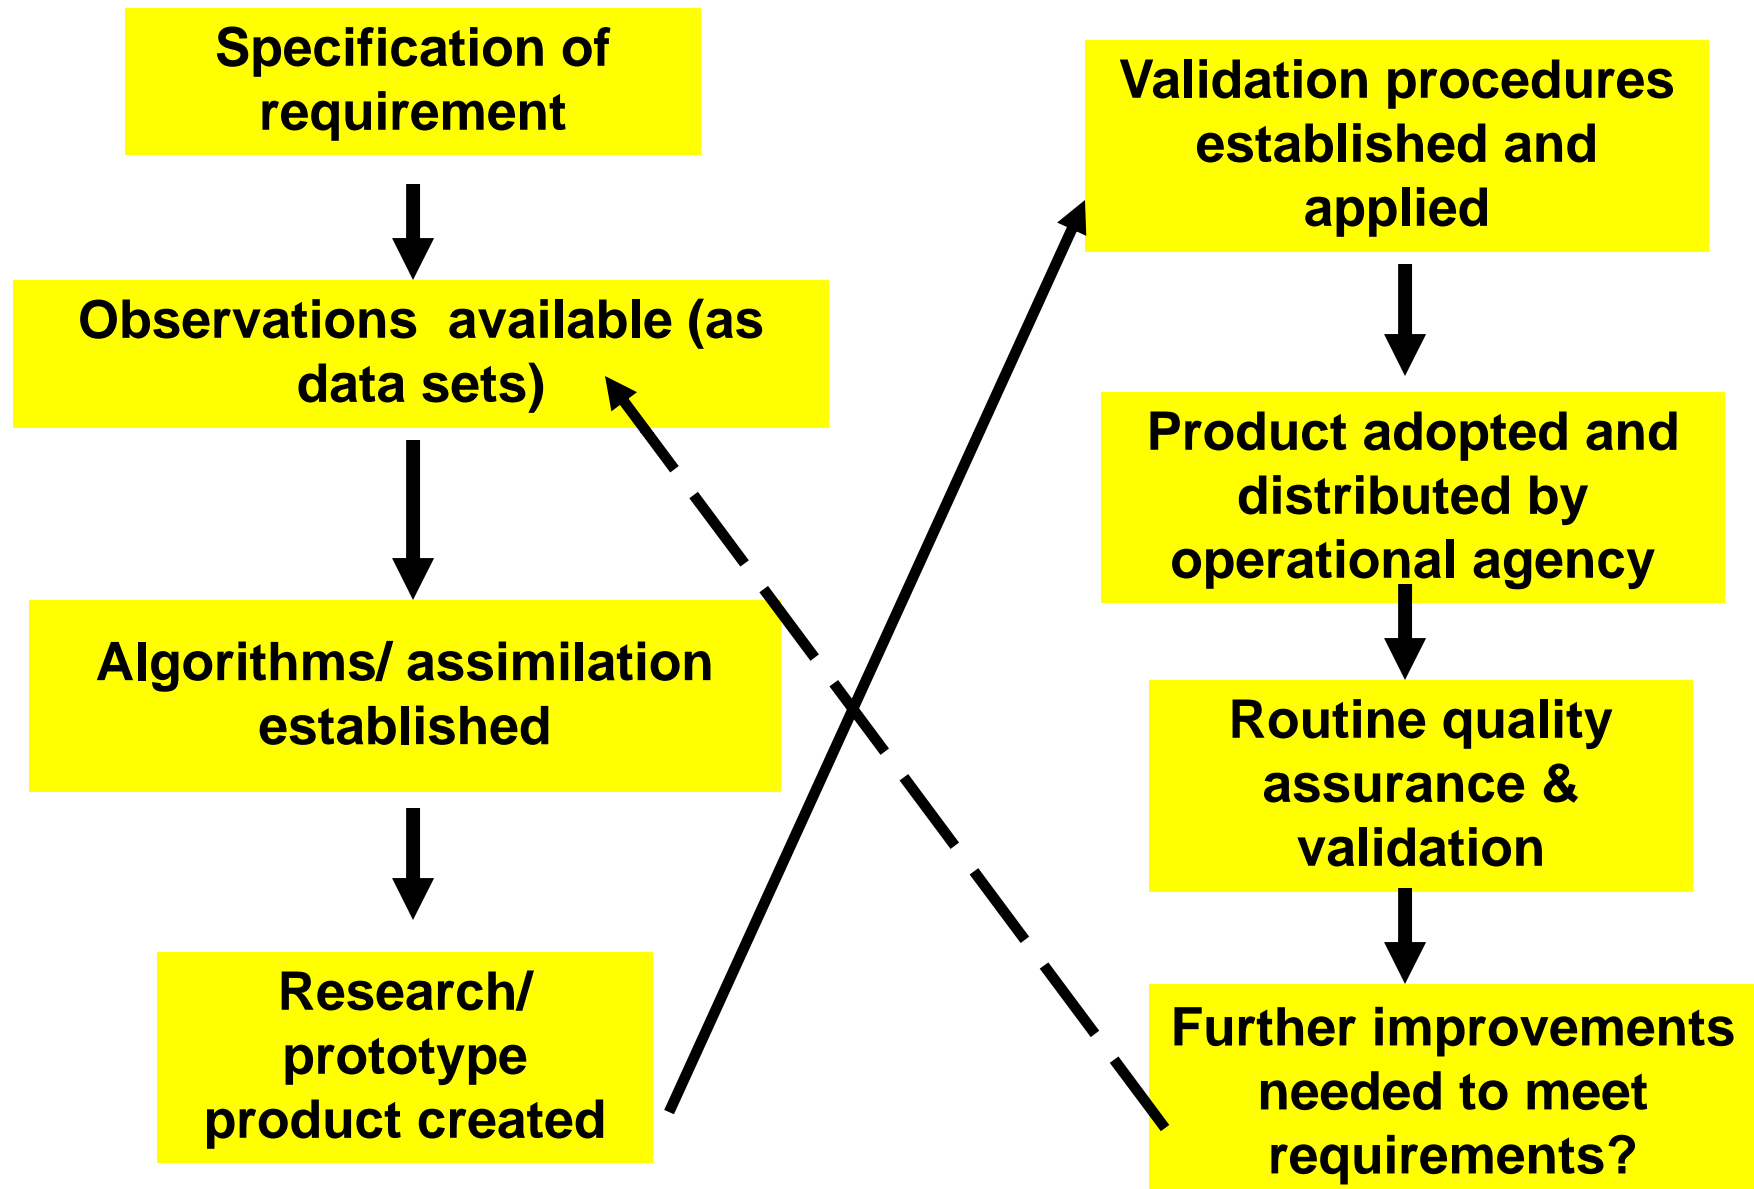 Specification of
requirement
Observations  available (as
data sets)
Algorithms/ assimilation
established
Research/
prototype
product created
Validation procedures
established and
applied
Product adopted and
distributed by
operational agency
Routine quality
assurance &
validation
Further improvements
needed to meet
requirements?